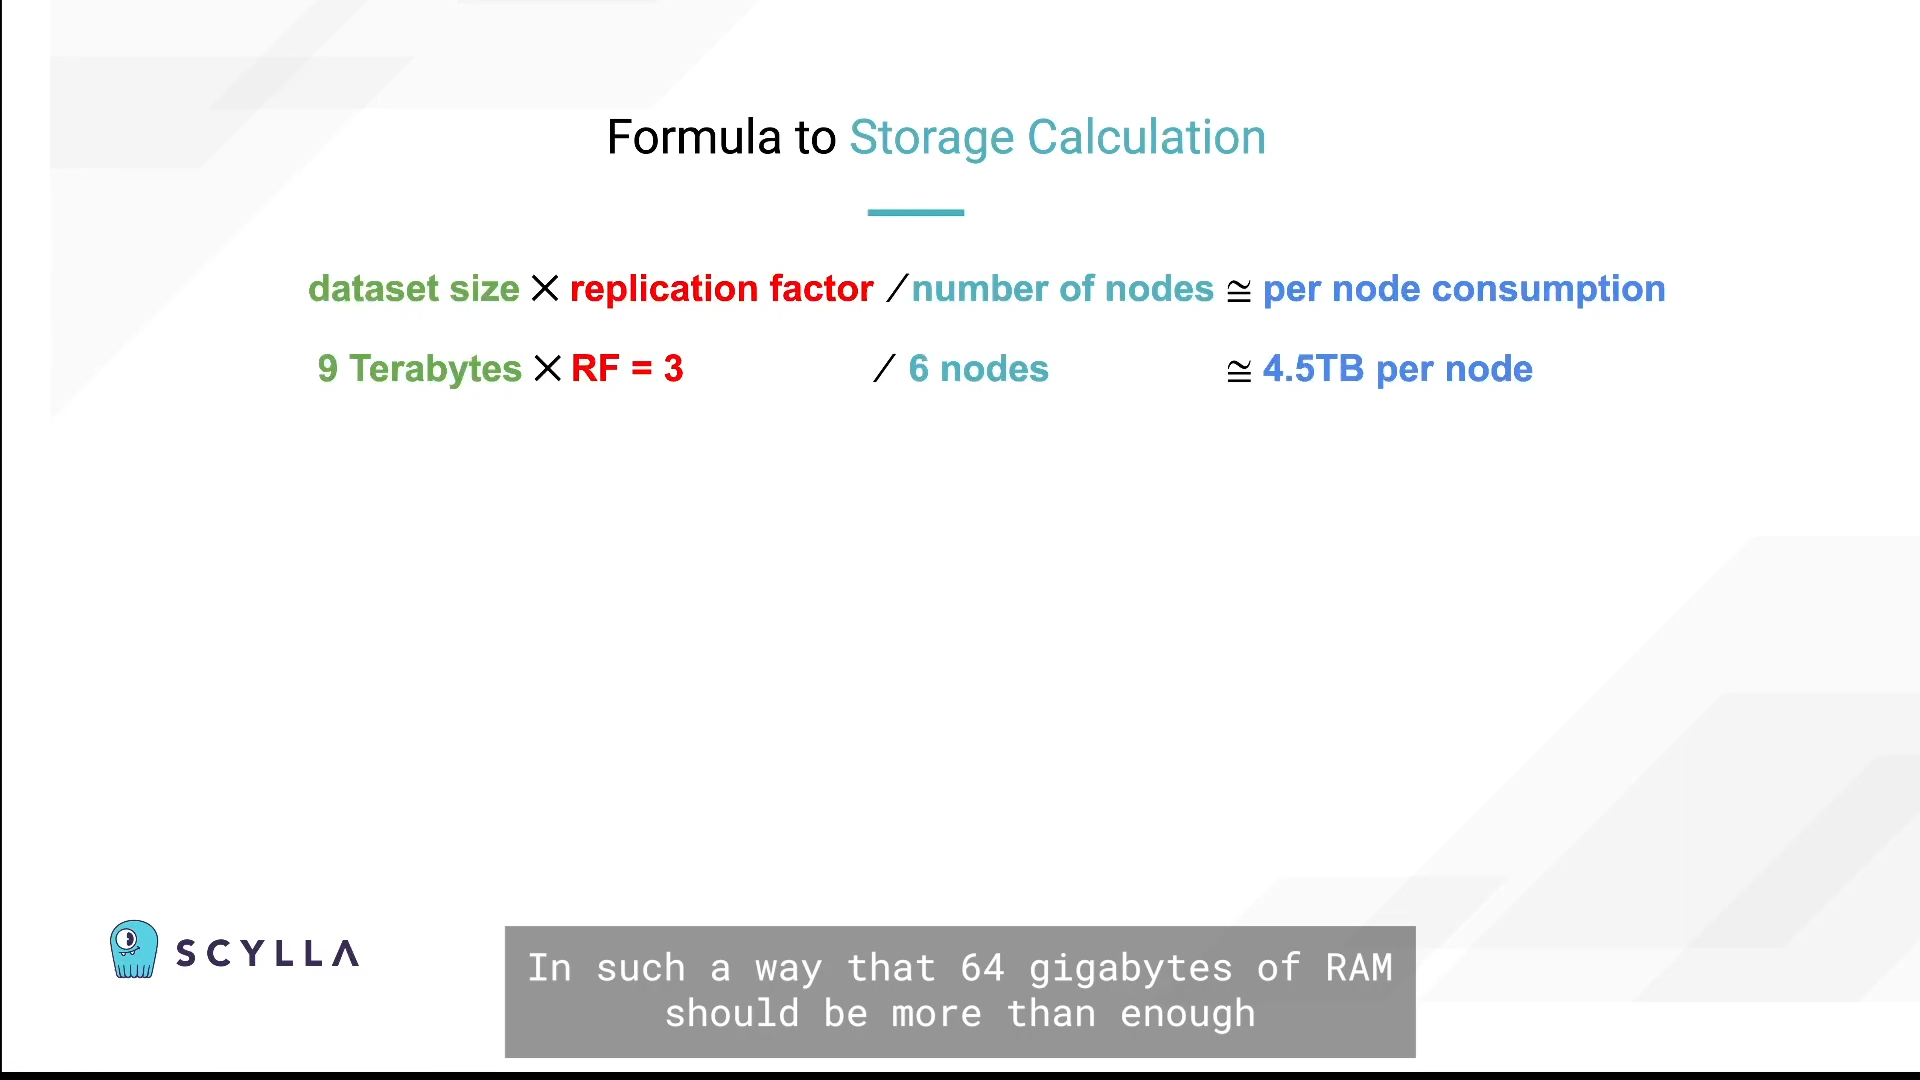 Formula to Storage Calculation
dataset size × replication factor / number of nodes ≅ per node consumption
9 Terabytes × RF = 3 / 6 nodes ≅ 4.5TB per node
SCYLLA
In such a way that 64 gigabytes of RAM
should be more than enough